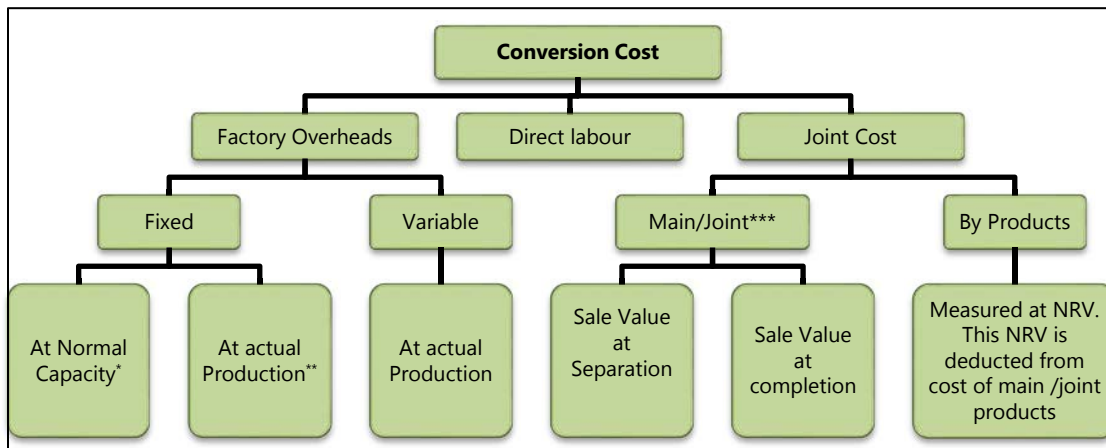 Conversion Cost
Factory Overheads
Direct labour
Joint Cost
Fixed
Variable
Main/Joint***
By Products
At Normal
Capacity*
At actual
Production**
At actual
Production
Sale Value
at
Separation
Sale Value
at
completion
Measured at NRV.
This NRV is
deducted from
cost of main /joint
products